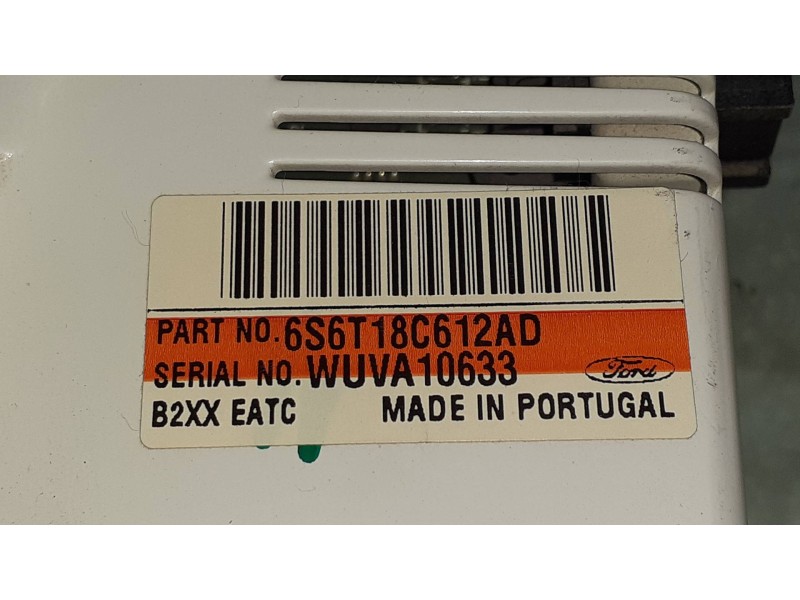 PART NO. 6S6T18C612AD
SERIAL NO. WUVA10633
Ford
B2XX EATC MADE IN PORTUGAL